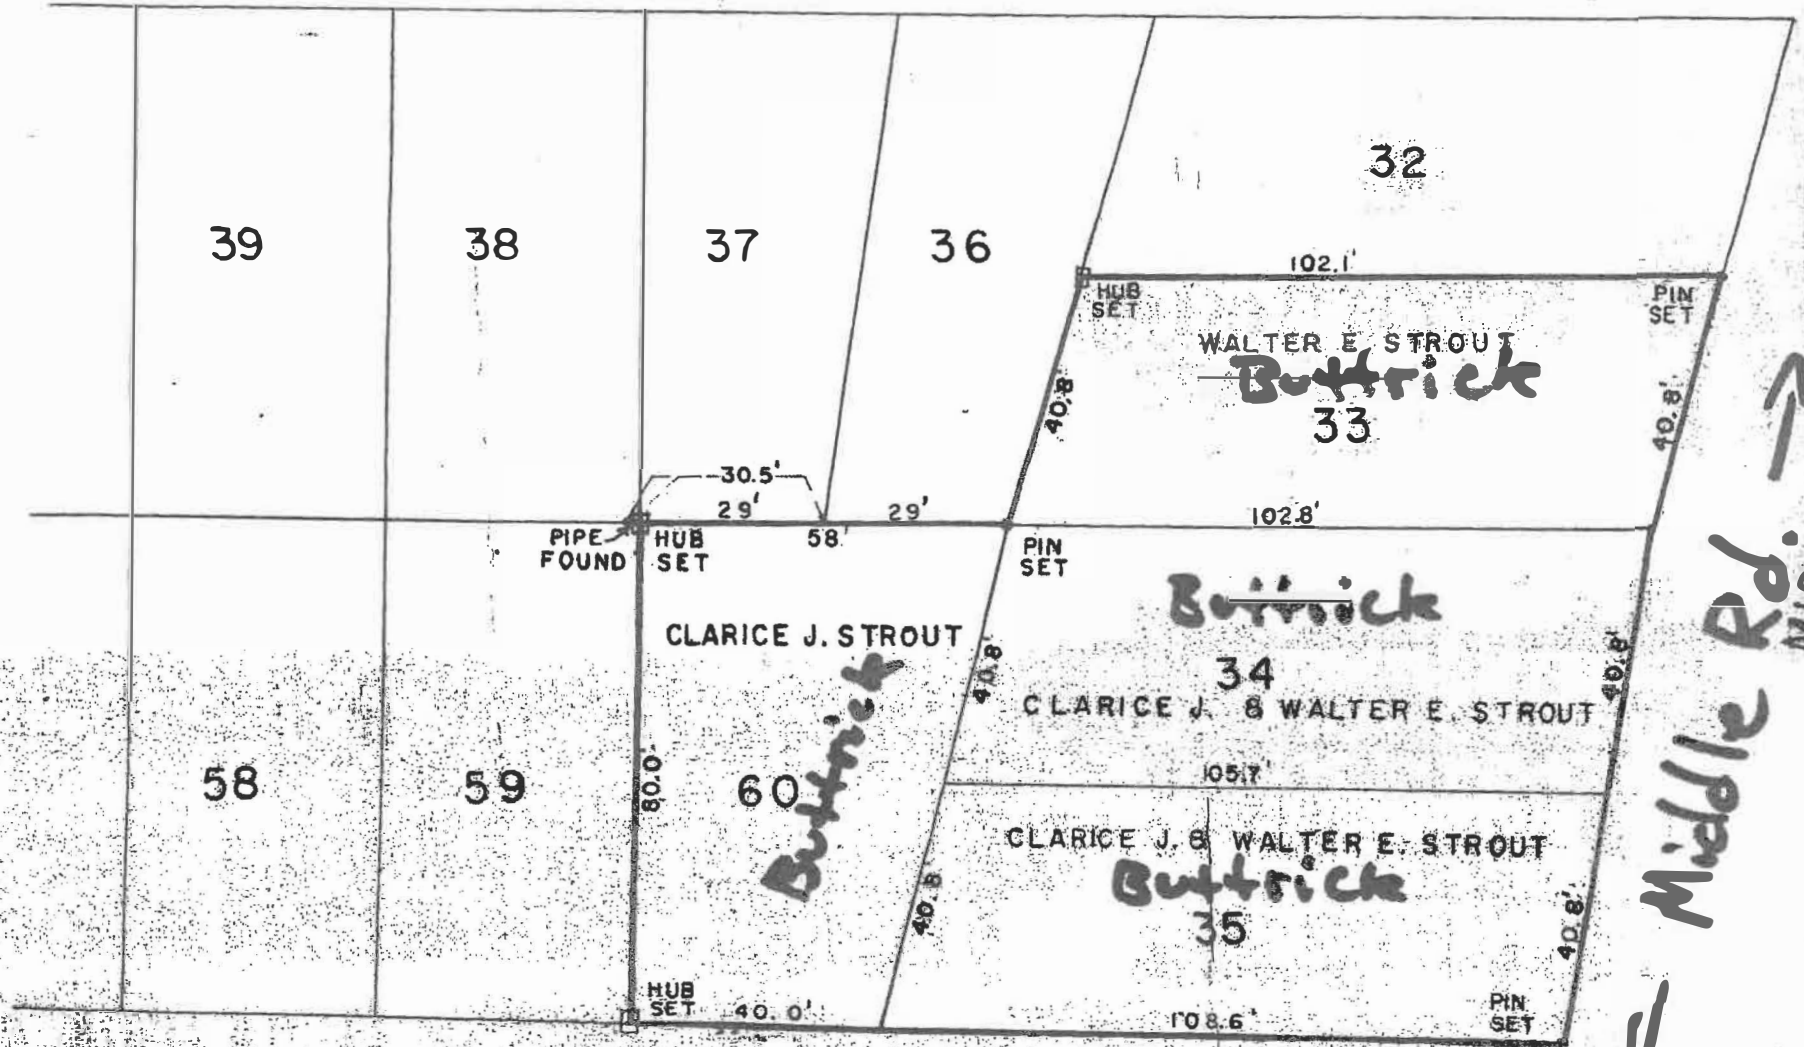 32
39
38
37
36
102.1'
HUB
SET
PIN
SET
WALTER E. STROUT
Buttrick
33
40.8'
40.8'
30.5'
29'
29'
58'
102.8'
PIPE
FOUND
HUB
SET
PIN
SET
Buttrick
CLARICE J. STROUT
Buttrick
34
CLARICE J. & WALTER E. STROUT
40.8'
40.8'
Middle Rd.
58
59
80.0'
60
105.7'
CLARICE J. & WALTER E. STROUT
Buttrick
35
40.8'
40.8'
HUB
SET
40.0'
108.6'
PIN
SET